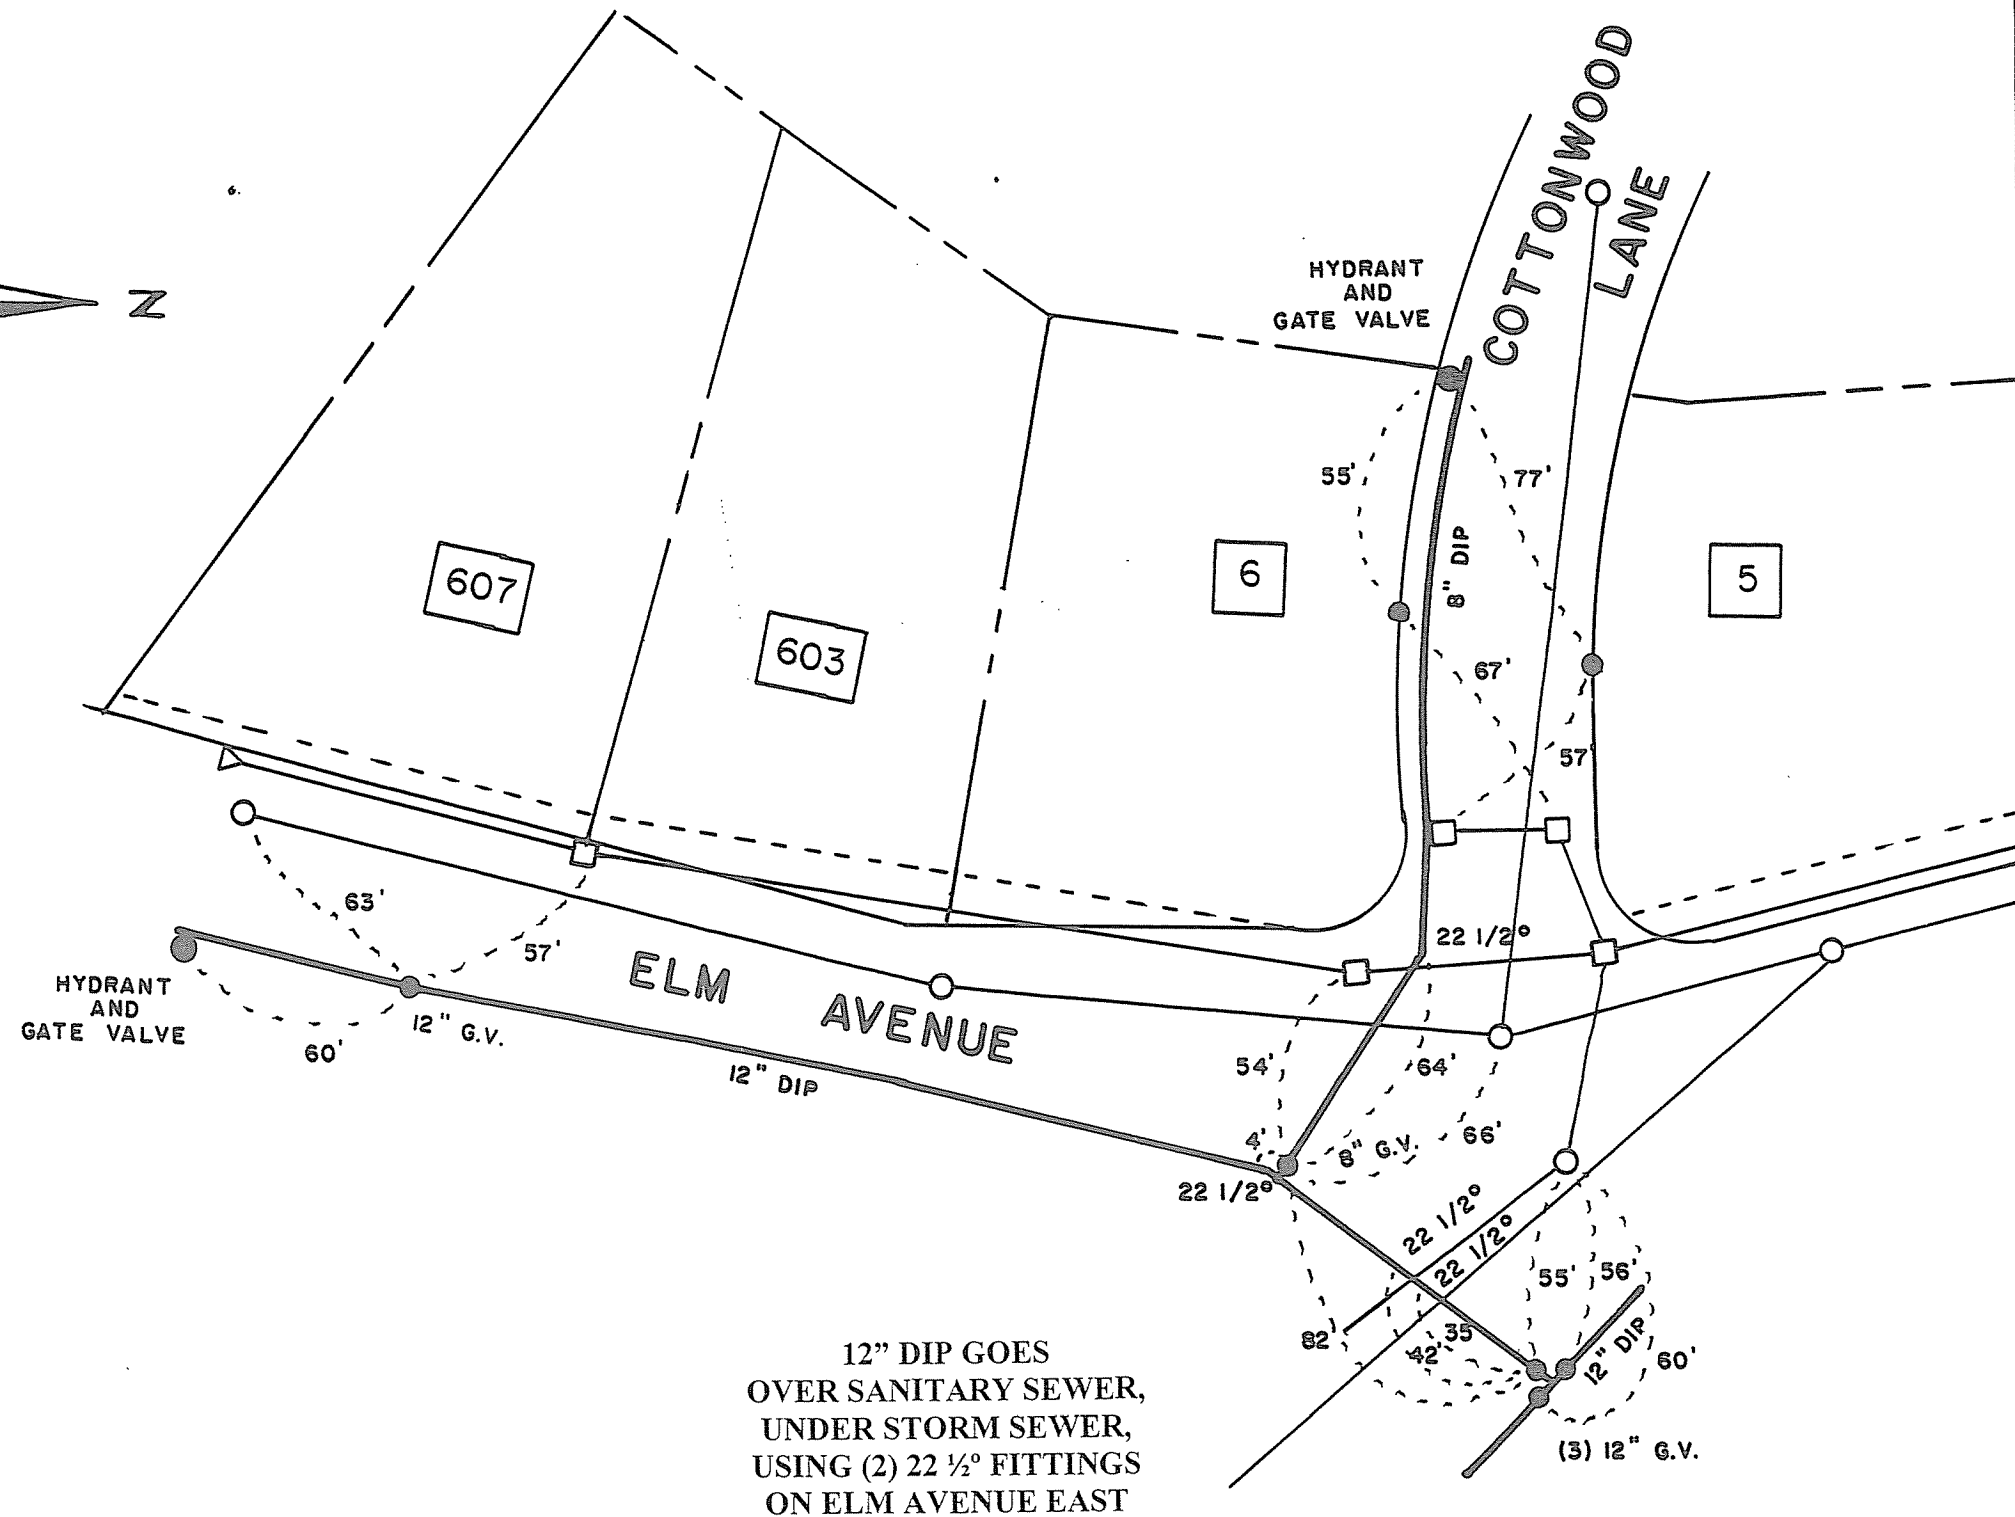 COTTONWOOD
LANE
N
HYDRANT
AND
GATE VALVE
55'
77'
8" DIP
607
603
6
5
67'
57
63'
57'
22 1/2°
ELM AVENUE
HYDRANT
AND
GATE VALVE
12" G.V.
60'
12" DIP
54'
64'
4'
8" G.V.
66'
22 1/2°
22 1/2°
22 1/2°
55'
56'
82'
35
42'
12" DIP
60'
(3) 12" G.V.
12” DIP GOES
OVER SANITARY SEWER,
UNDER STORM SEWER,
USING (2) 22 ½° FITTINGS
ON ELM AVENUE EAST